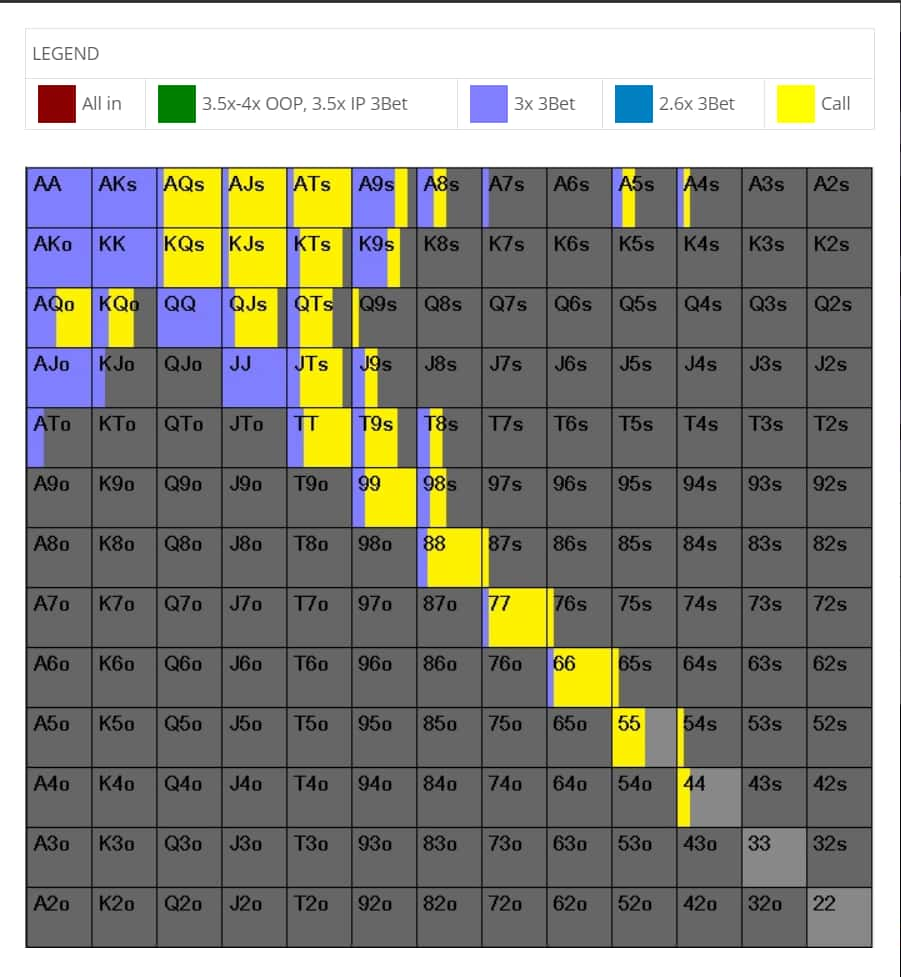 LEGEND
All in 3.5x-4x OOP, 3.5x IP 3Bet 3x 3Bet 2.6x 3Bet Call
AA AKs AQs AJs ATs A9s A8s A7s A6s A5s A4s A3s A2s
AKo KK KQs KJs KTs K9s K8s K7s K6s K5s K4s K3s K2s
AQo KQo QQ QJs QTs Q9s Q8s Q7s Q6s Q5s Q4s Q3s Q2s
AJo KJo QJo JJ JTs J9s J8s J7s J6s J5s J4s J3s J2s
ATo KTo QTo JTo TT T9s T8s T7s T6s T5s T4s T3s T2s
A9o K9o Q9o J9o T9o 99 98s 97s 96s 95s 94s 93s 92s
A8o K8o Q8o J8o T8o 98o 88 87s 86s 85s 84s 83s 82s
A7o K7o Q7o J7o T7o 97o 87o 77 76s 75s 74s 73s 72s
A6o K6o Q6o J6o T6o 96o 86o 76o 66 65s 64s 63s 62s
A5o K5o Q5o J5o T5o 95o 85o 75o 65o 55 54s 53s 52s
A4o K4o Q4o J4o T4o 94o 84o 74o 64o 54o 44 43s 42s
A3o K3o Q3o J3o T3o 93o 83o 73o 63o 53o 43o 33 32s
A2o K2o Q2o J2o T2o 92o 82o 72o 62o 52o 42o 32o 22